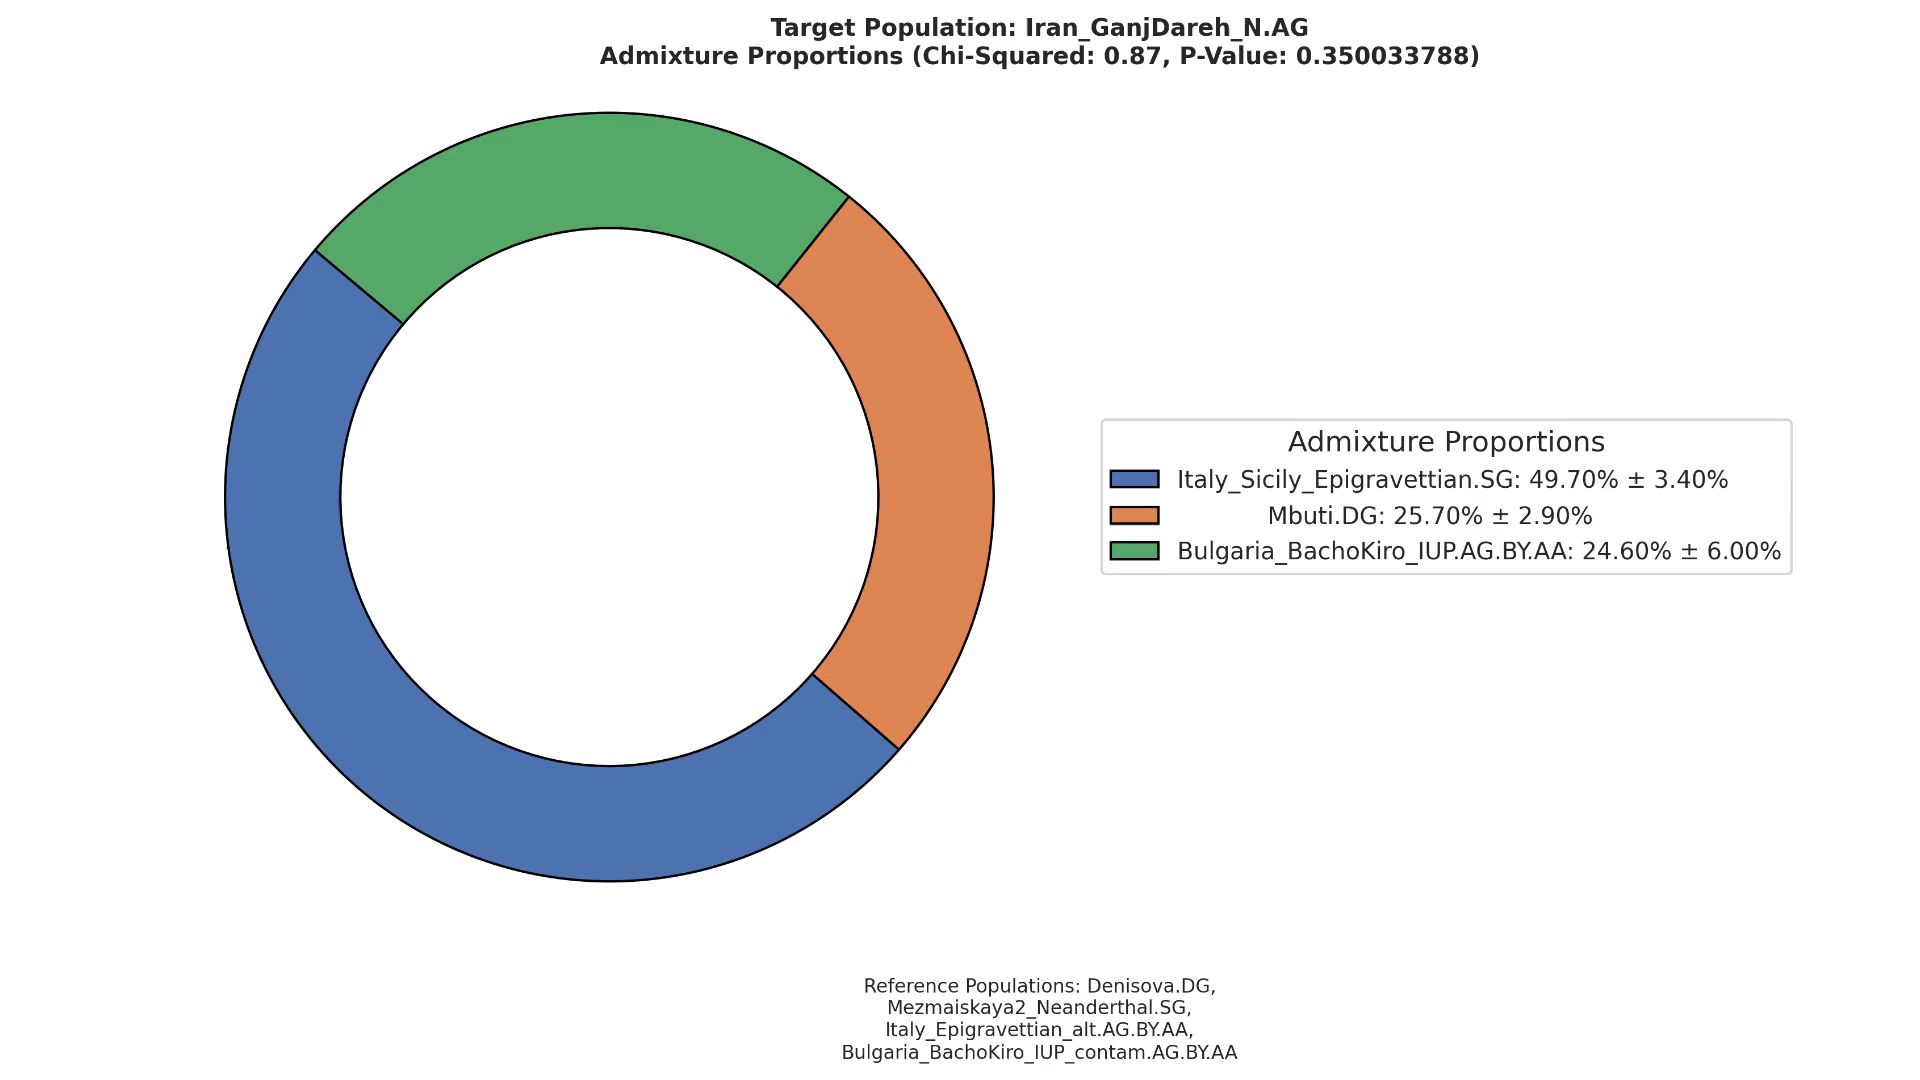 Target Population: Iran_GanjDareh_N.AG
Admixture Proportions (Chi-Squared: 0.87, P-Value: 0.350033788)
Admixture Proportions
Italy_Sicily_Epigravettian.SG: 49.70% ± 3.40%
Mbuti.DG: 25.70% ± 2.90%
Bulgaria_BachoKiro_IUP.AG.BY.AA: 24.60% ± 6.00%
Reference Populations: Denisova.DG,
Mezmaiskaya2_Neanderthal.SG,
Italy_Epigravettian_alt.AG.BY.AA,
Bulgaria_BachoKiro_IUP_contam.AG.BY.AA